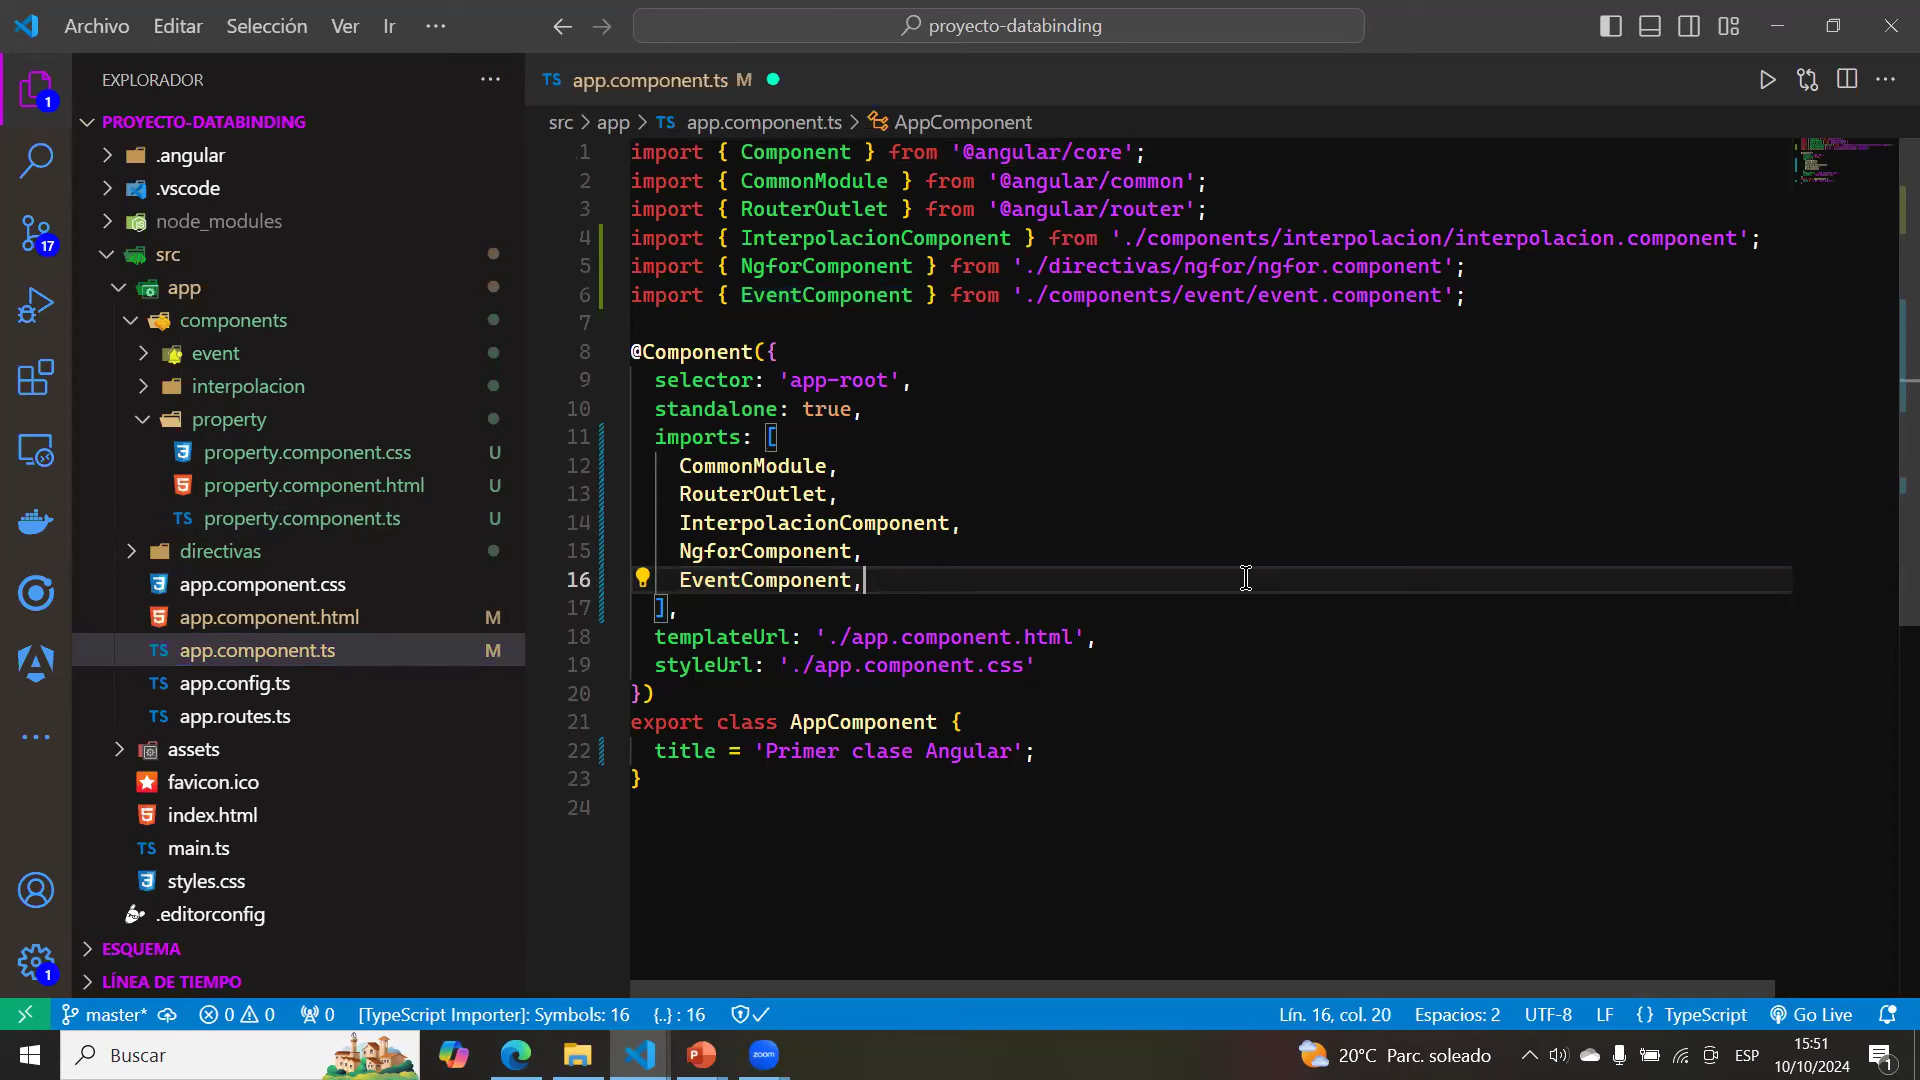 Archivo Editar Selección Ver Ir ···
proyecto-databinding
EXPLORADOR
PROYECTO-DATABINDING
.angular
.vscode
node_modules
src
app
components
event
interpolacion
property
property.component.css U
property.component.html U
property.component.ts U
directivas
app.component.css
app.component.html M
app.component.ts M
app.config.ts
app.routes.ts
assets
favicon.ico
index.html
main.ts
styles.css
.editorconfig
ESQUEMA
LÍNEA DE TIEMPO
1
17
1
TS app.component.ts M
src > app > TS app.component.ts > AppComponent
1 import { Component } from '@angular/core';
2 import { CommonModule } from '@angular/common';
3 import { RouterOutlet } from '@angular/router';
4 import { InterpolacionComponent } from './components/interpolacion/interpolacion.component';
5 import { NgforComponent } from './directivas/ngfor/ngfor.component';
6 import { EventComponent } from './components/event/event.component';
7
8 @Component({
9 selector: 'app-root',
10 standalone: true,
11 imports: [
12 CommonModule,
13 RouterOutlet,
14 InterpolacionComponent,
15 NgforComponent,
16 EventComponent,
17 ],
18 templateUrl: './app.component.html',
19 styleUrl: './app.component.css'
20 })
21 export class AppComponent {
22 title = 'Primer clase Angular';
23 }
24
master* 0 0 0 [TypeScript Importer]: Symbols: 16 {..} : 16
Lín. 16, col. 20 Espacios: 2 UTF-8 LF { } TypeScript Go Live
Buscar
zoom
20°C Parc. soleado
ESP
15:51
10/10/2024
1